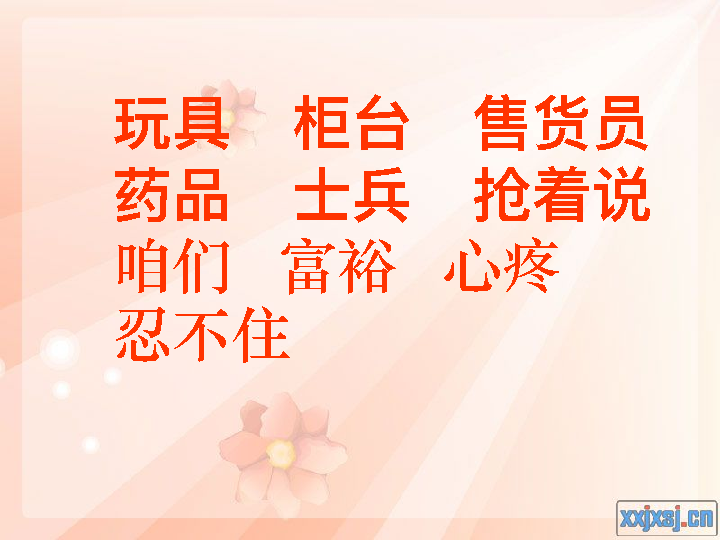 玩具 柜台 售货员
药品 士兵 抢着说
咱们 富裕 心疼
忍不住
xxjxsj.cn